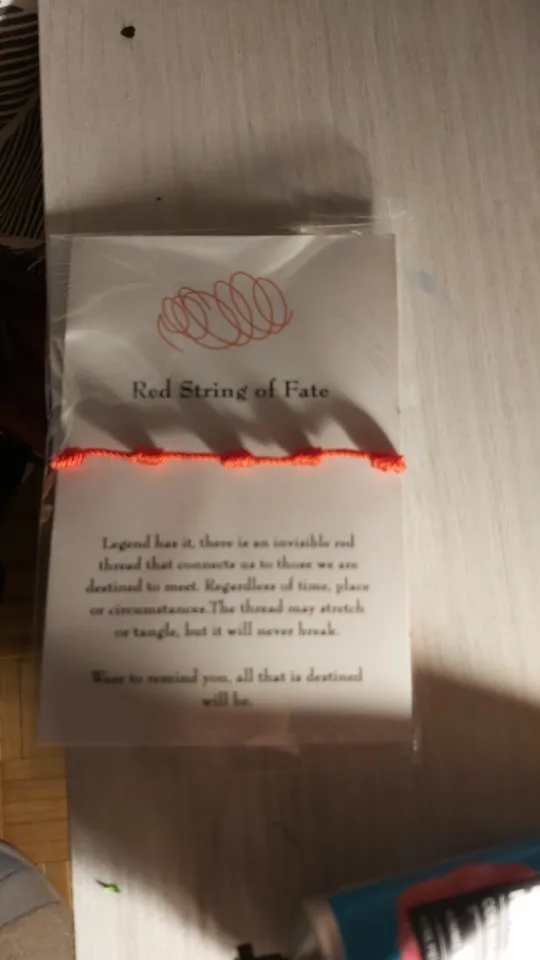 Red String of Fate
Legend has it, there is an invisible red
thread that connects us to those we are
destined to meet. Regardless of time, place
or circumstances.The thread may stretch
or tangle, but it will never break.
Wear to remind you, all that is destined
will be.